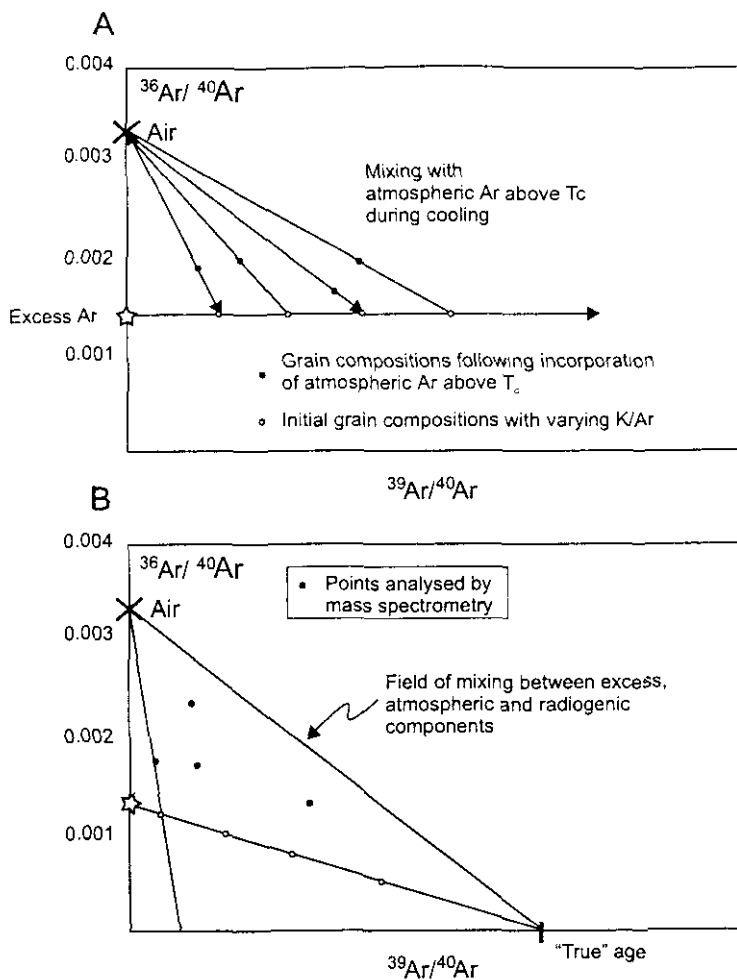 A
0.004
36Ar/ 40Ar
Air
0.003
Mixing with
atmospheric Ar above Tc
during cooling
0.002
Excess Ar
0.001
Grain compositions following incorporation
of atmospheric Ar above Tc
Initial grain compositions with varying K/Ar
39Ar/40Ar
B
0.004
36Ar/ 40Ar
Points analysed by
mass spectrometry
Air
0.003
Field of mixing between excess,
atmospheric and radiogenic
components
0.002
0.001
39Ar/40Ar
"True" age